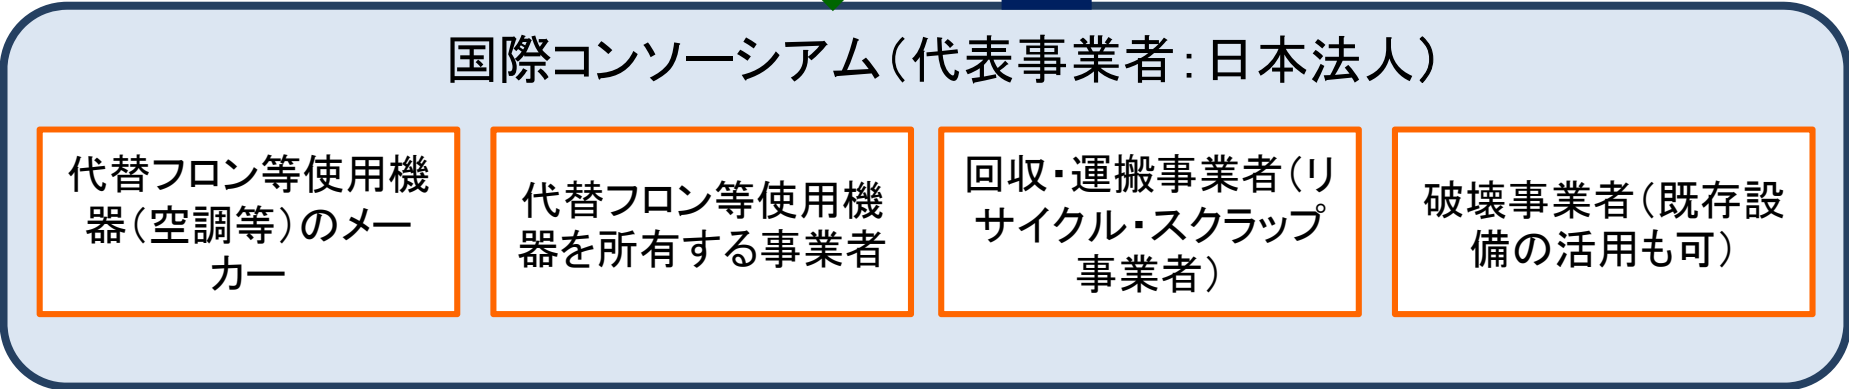 国際コンソーシアム（代表事業者：日本法人）
代替フロン等使用機
器（空調等）のメー
カー
代替フロン等使用機
器を所有する事業者
回収・運搬事業者（リ
サイクル・スクラップ
事業者）
破壊事業者（既存設
備の活用も可）